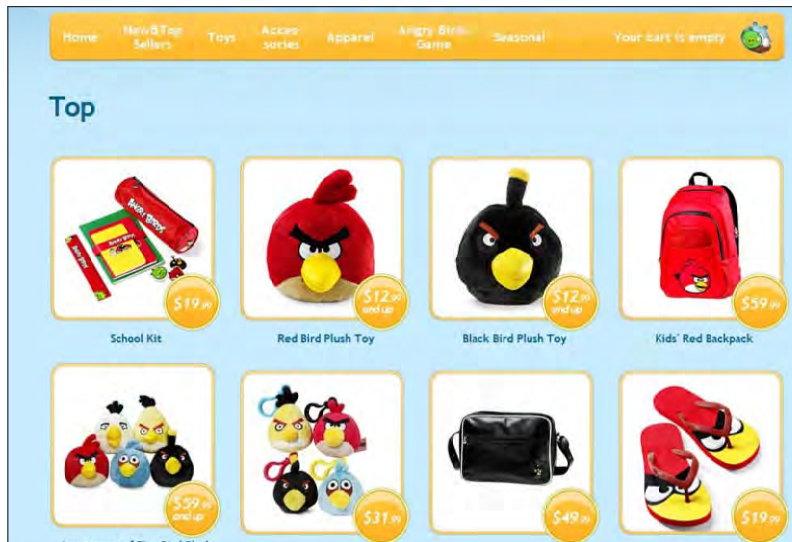 Home
New&Top
Sellers
Toys
Acces
sories
Apparel
Angry Birds
Game
Seasonal
Your cart is empty
Top
ANGRY BIRDS
$19.99
$12.99
and up
$12.99
and up
$59.99
School Kit
Red Bird Plush Toy
Black Bird Plush Toy
Kids' Red Backpack
$59.99
and up
$31.99
$49.99
$19.99